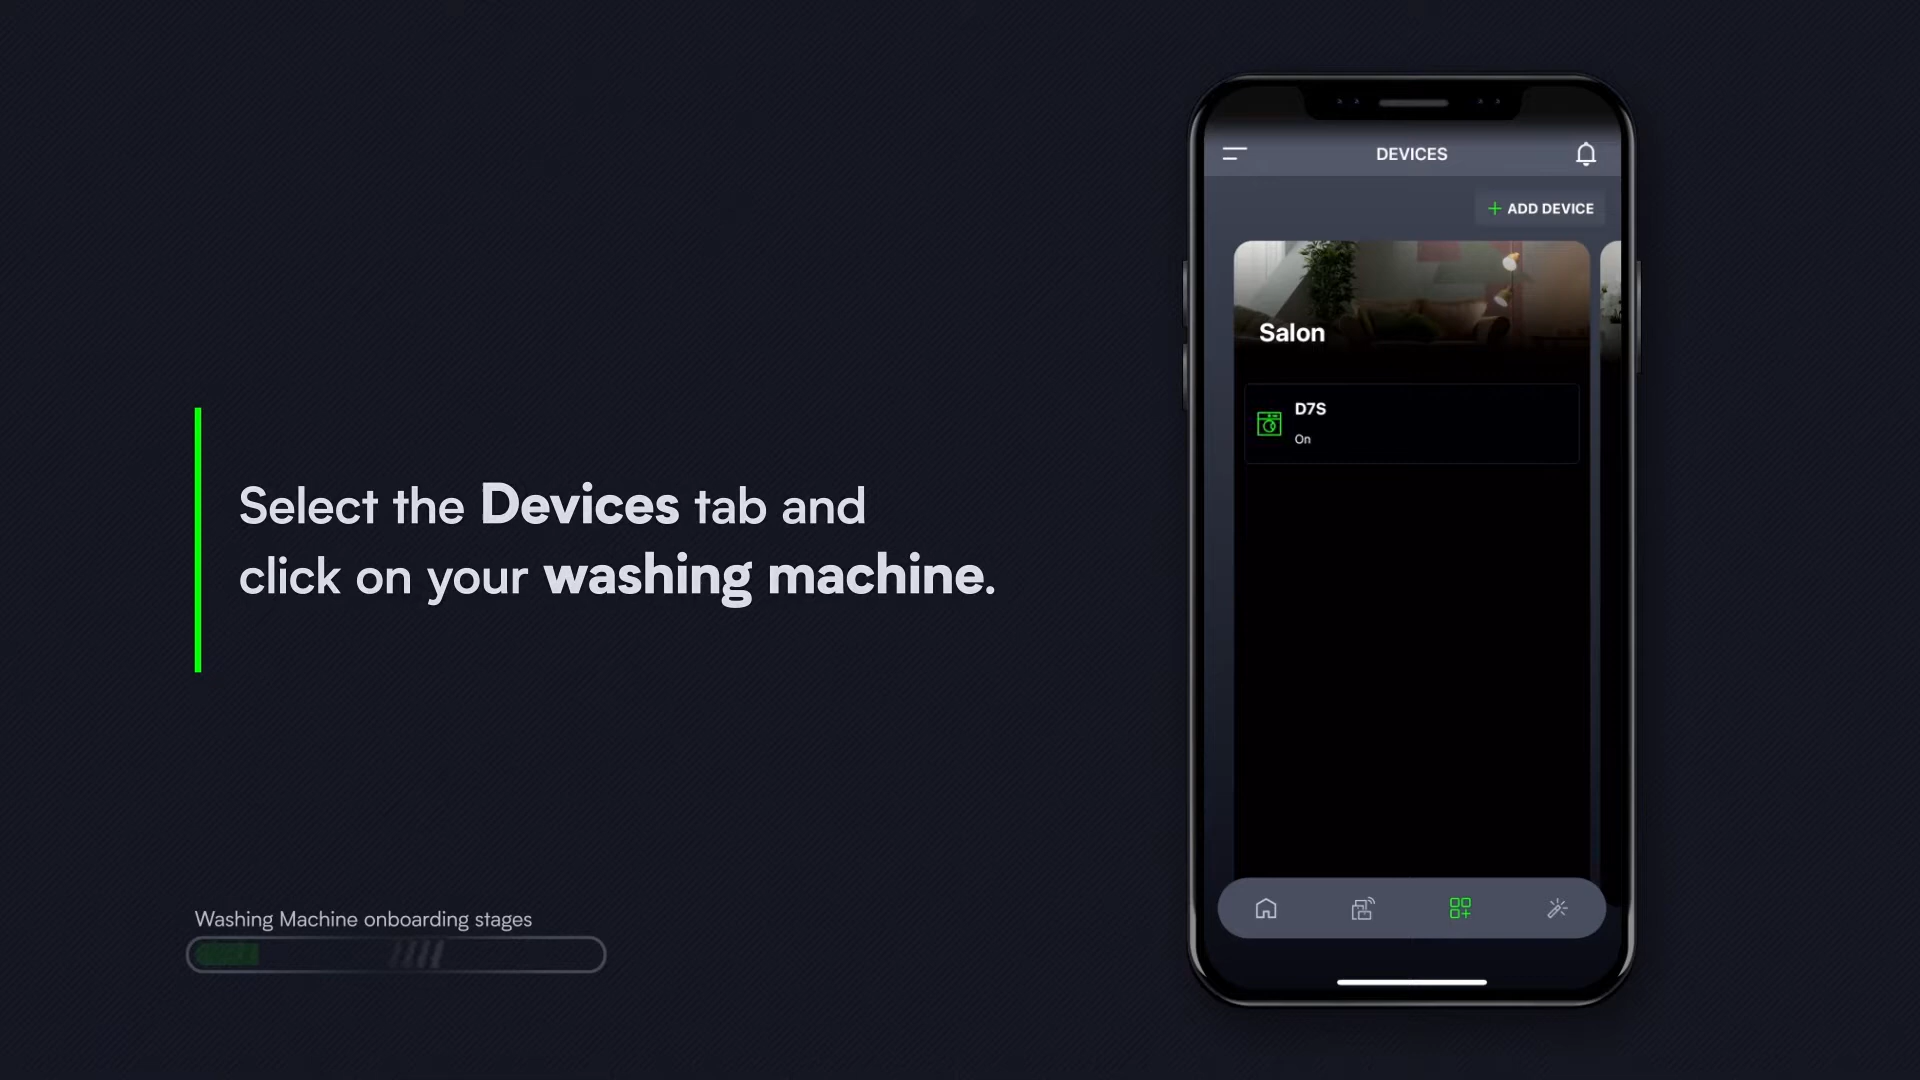 Select the Devices tab and
click on your washing machine.
Washing Machine onboarding stages
DEVICES
+ ADD DEVICE
Salon
D7S
On